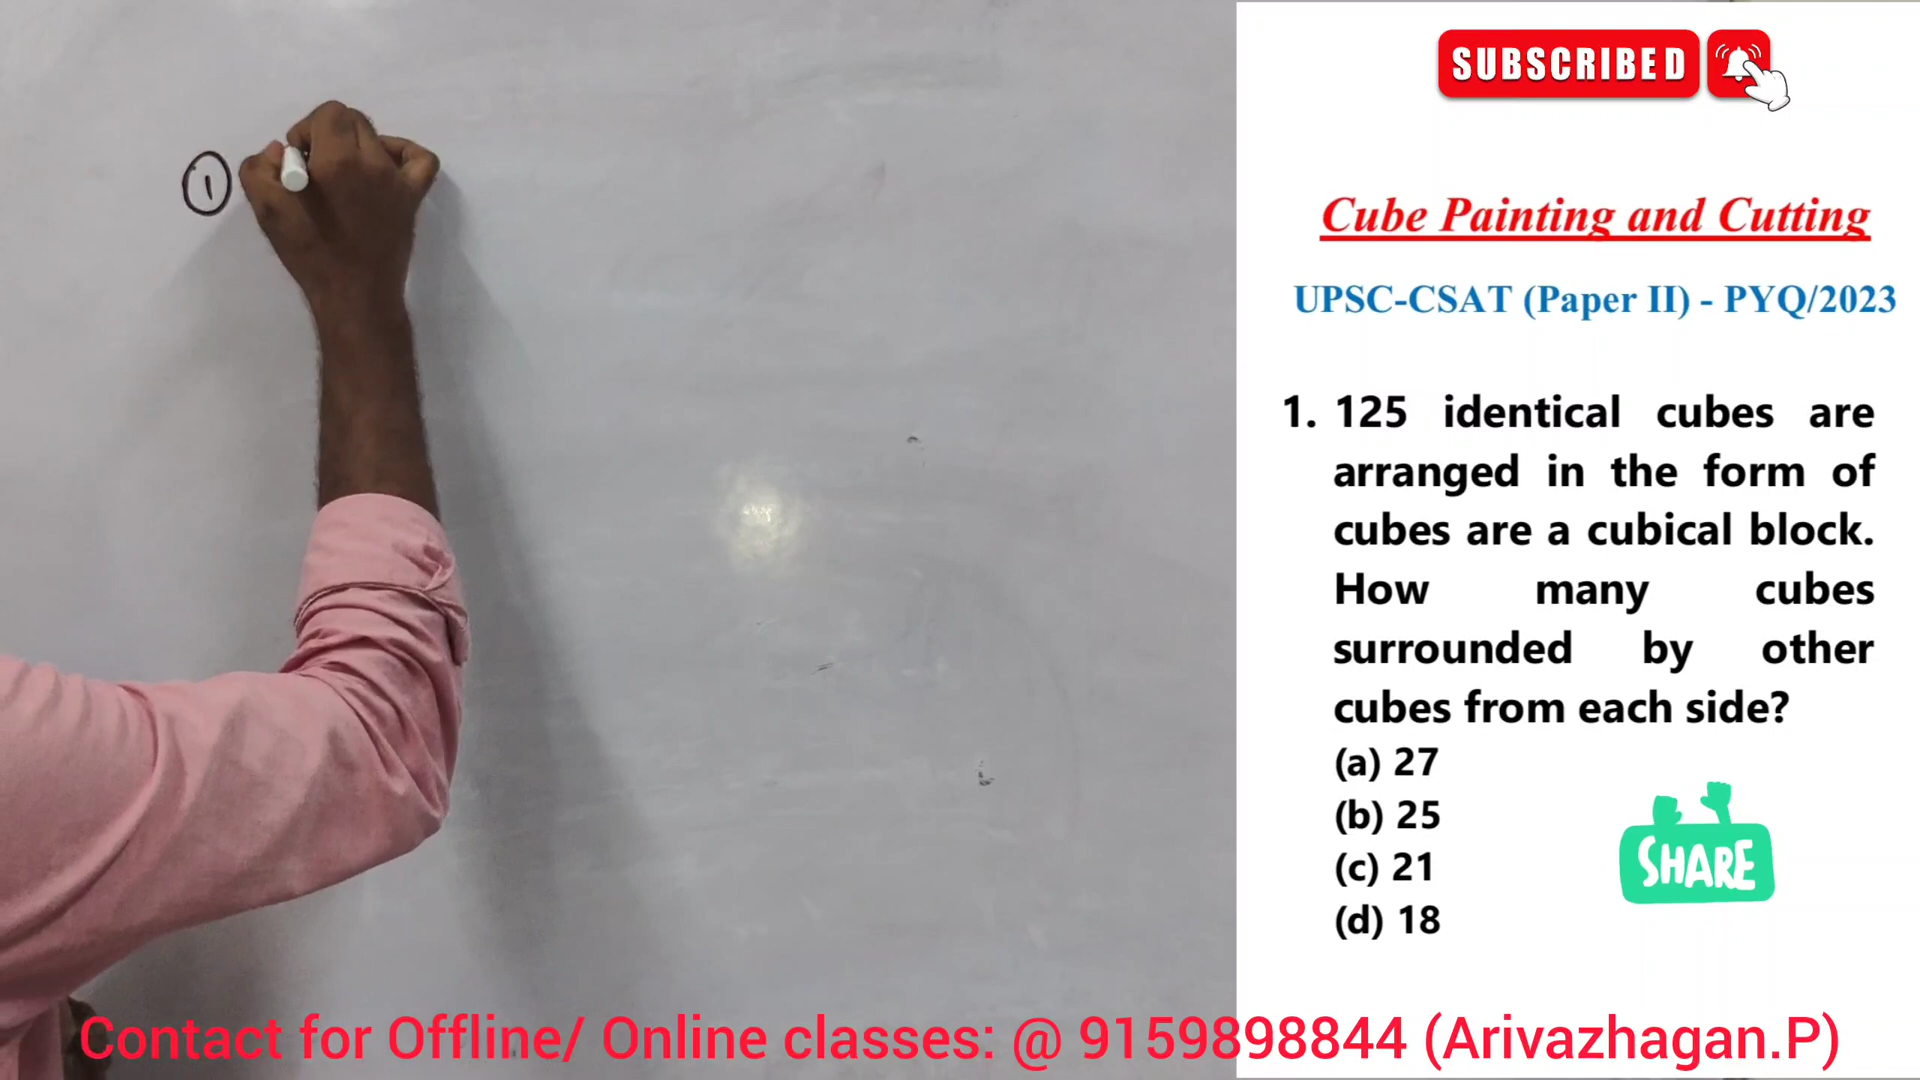 SUBSCRIBED
Cube Painting and Cutting
UPSC-CSAT (Paper II) - PYQ/2023
1
1. 125 identical cubes are
arranged in the form of
cubes are a cubical block.
How many cubes
surrounded by other
cubes from each side?
(a) 27
(b) 25
(c) 21
(d) 18
SHARE
Contact for Offline/ Online classes: @ 9159898844 (Arivazhagan.P)